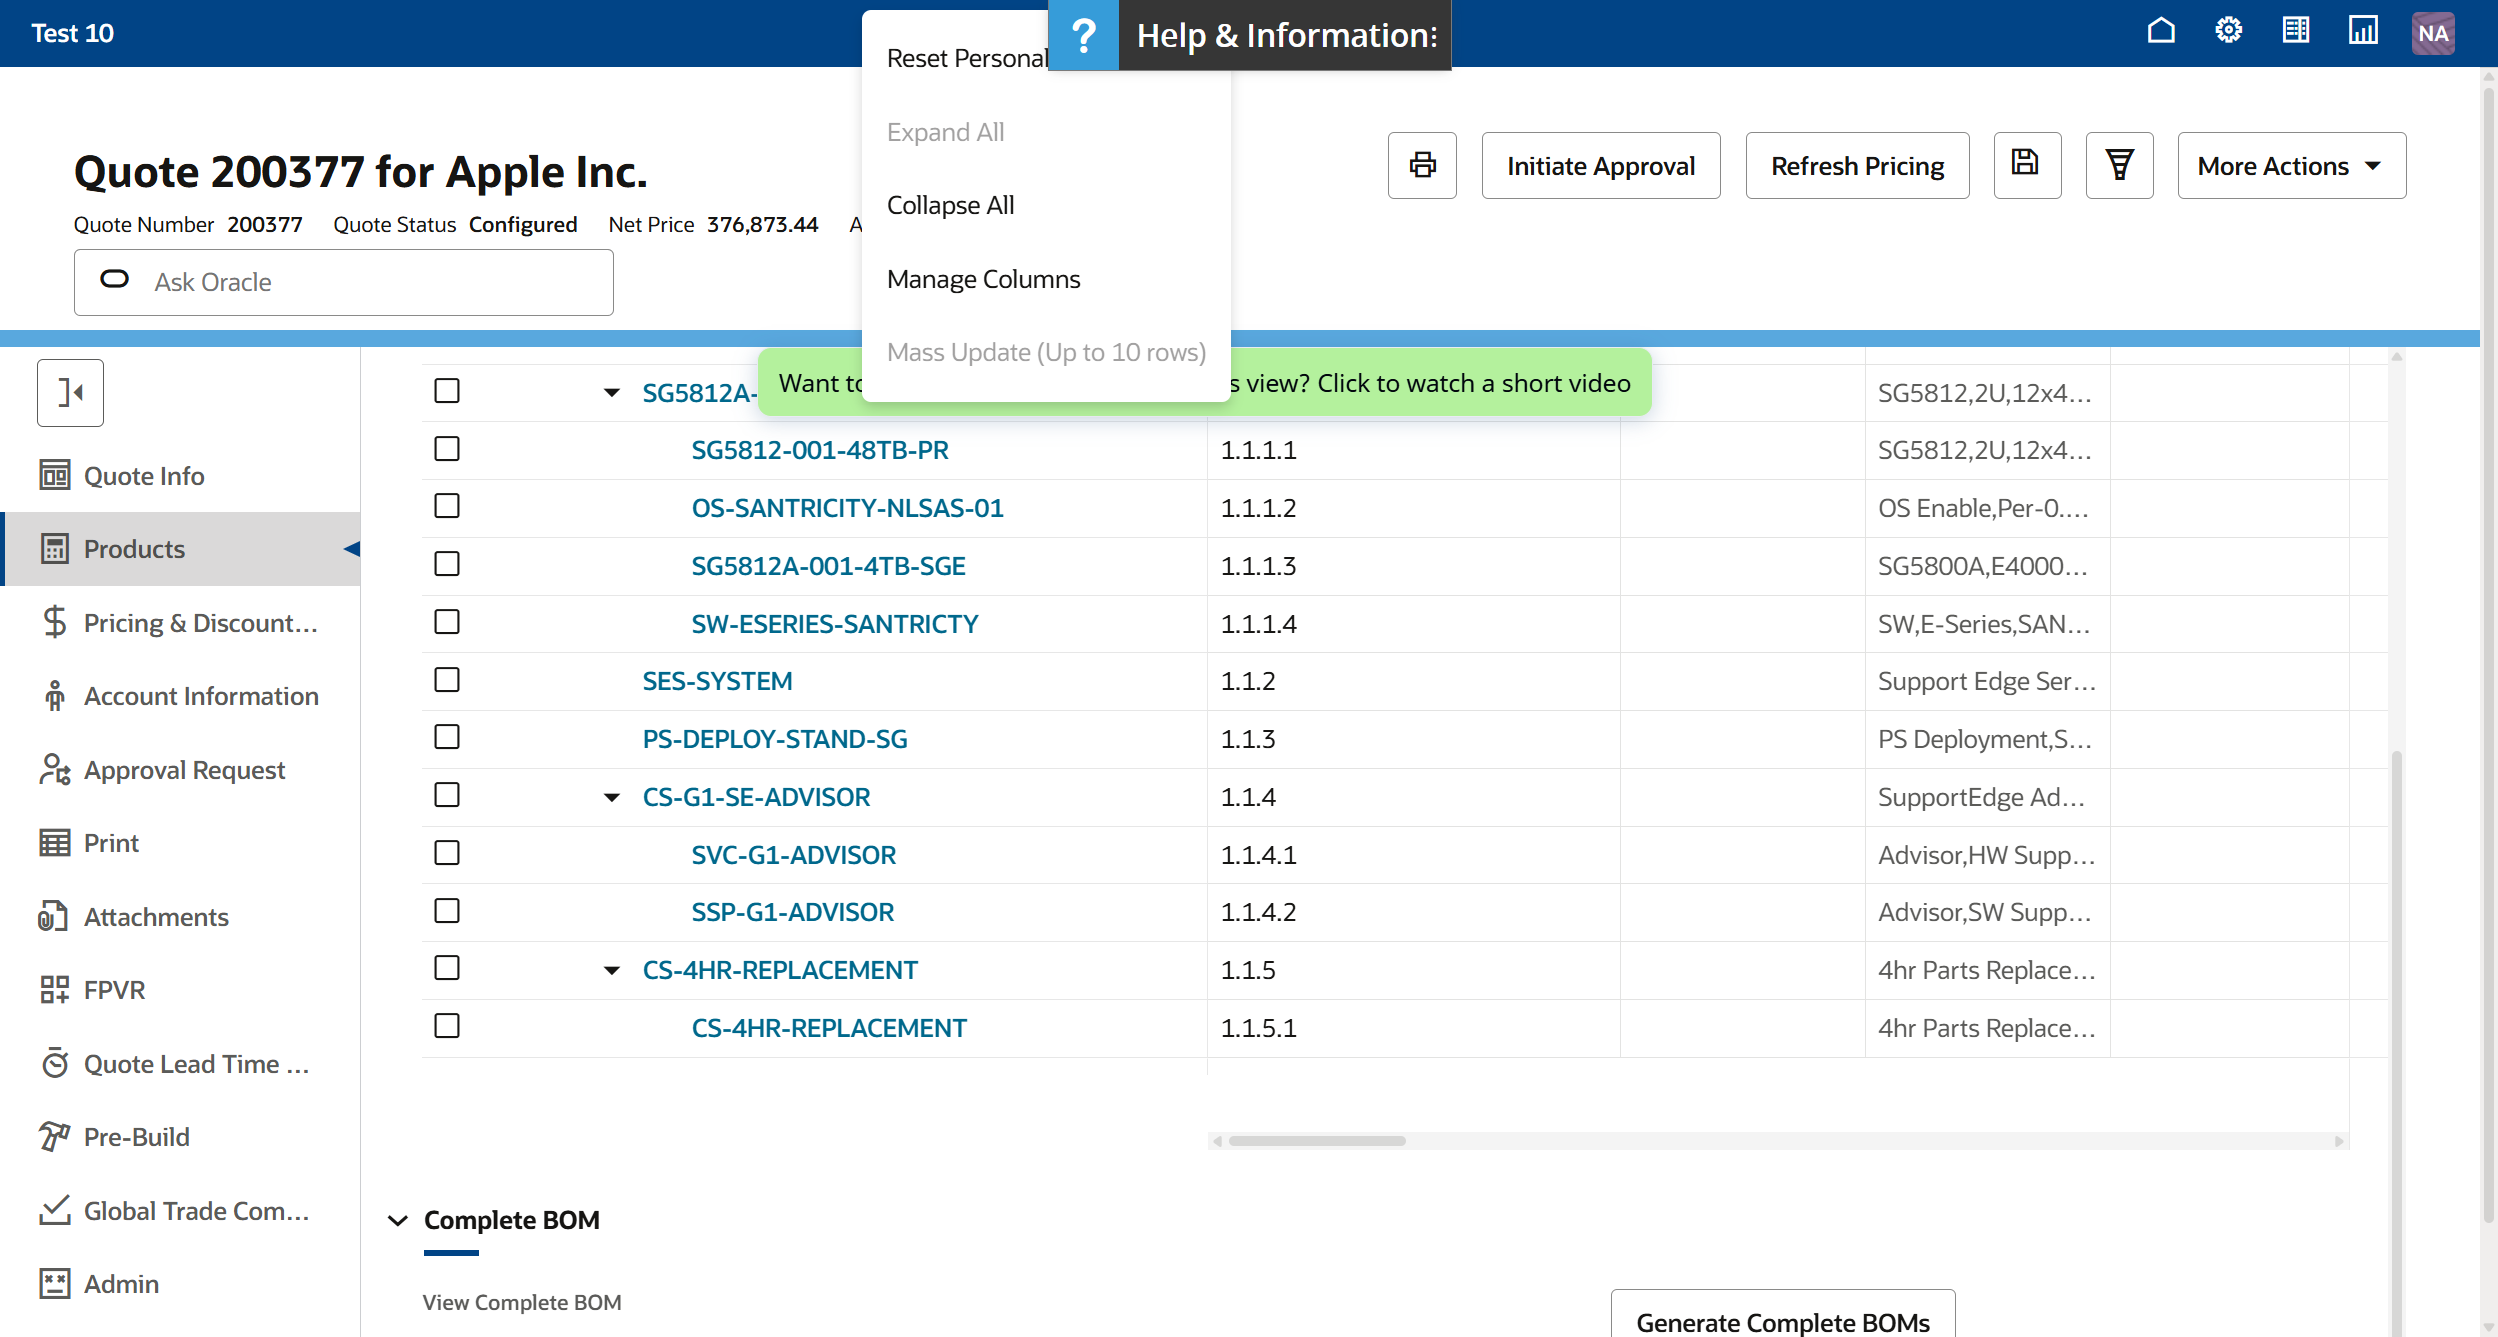 Test 10
NA
? Help & Information:
Reset Personal
Expand All
Collapse All
Manage Columns
Mass Update (Up to 10 rows)
Quote 200377 for Apple Inc.
Initiate Approval
Refresh Pricing
More Actions
Quote Number 200377 Quote Status Configured Net Price 376,873.44 A
Ask Oracle
Want to
s view? Click to watch a short video
Quote Info
Products
Pricing & Discount...
Account Information
Approval Request
Print
Attachments
FPVR
Quote Lead Time ...
Pre-Build
Global Trade Com...
Admin
SG5812A- SG5812,2U,12x4...
SG5812-001-48TB-PR 1.1.1.1 SG5812,2U,12x4...
OS-SANTRICITY-NLSAS-01 1.1.1.2 OS Enable,Per-0....
SG5812A-001-4TB-SGE 1.1.1.3 SG5800A,E4000...
SW-ESERIES-SANTRICTY 1.1.1.4 SW,E-Series,SAN...
SES-SYSTEM 1.1.2 Support Edge Ser...
PS-DEPLOY-STAND-SG 1.1.3 PS Deployment,S...
CS-G1-SE-ADVISOR 1.1.4 SupportEdge Ad...
SVC-G1-ADVISOR 1.1.4.1 Advisor,HW Supp...
SSP-G1-ADVISOR 1.1.4.2 Advisor,SW Supp...
CS-4HR-REPLACEMENT 1.1.5 4hr Parts Replace...
CS-4HR-REPLACEMENT 1.1.5.1 4hr Parts Replace...
Complete BOM
View Complete BOM
Generate Complete BOMs